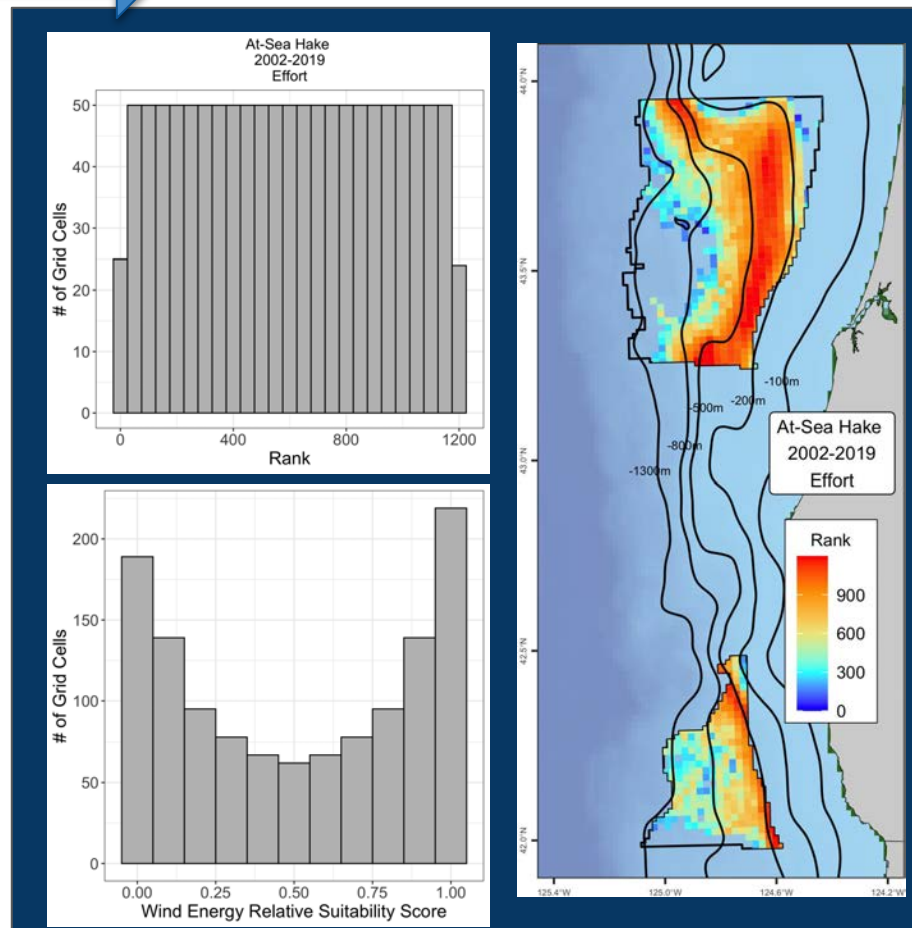 At-Sea Hake
2002-2019
Effort
# of Grid Cells
50
40
30
20
10
0
0
400
800
1200
Rank
# of Grid Cells
200
150
100
50
0
0.00
0.25
0.50
0.75
1.00
Wind Energy Relative Suitability Score
44.0°N
43.5°N
43.0°N
42.5°N
42.0°N
-100m
-200m
-500m
-800m
-1300m
At-Sea Hake
2002-2019
Effort
Rank
900
600
300
0
125.4°W
125.0°W
124.6°W
124.2°W